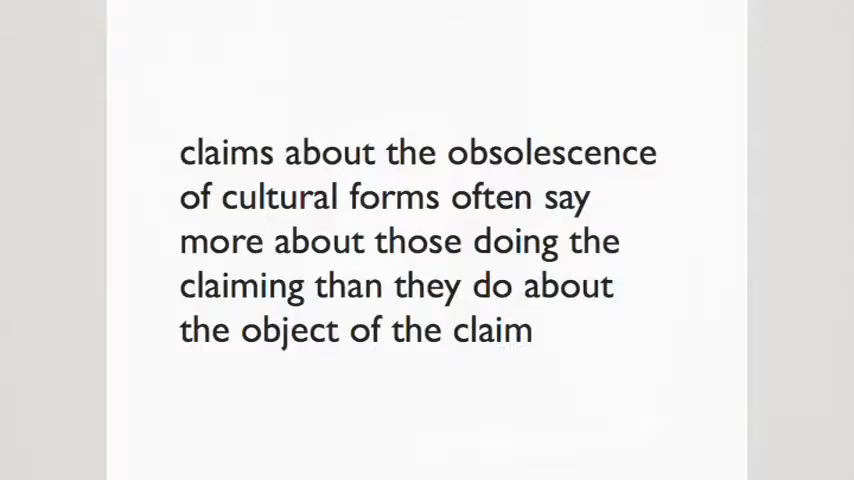 claims about the obsolescence
of cultural forms often say
more about those doing the
claiming than they do about
the object of the claim